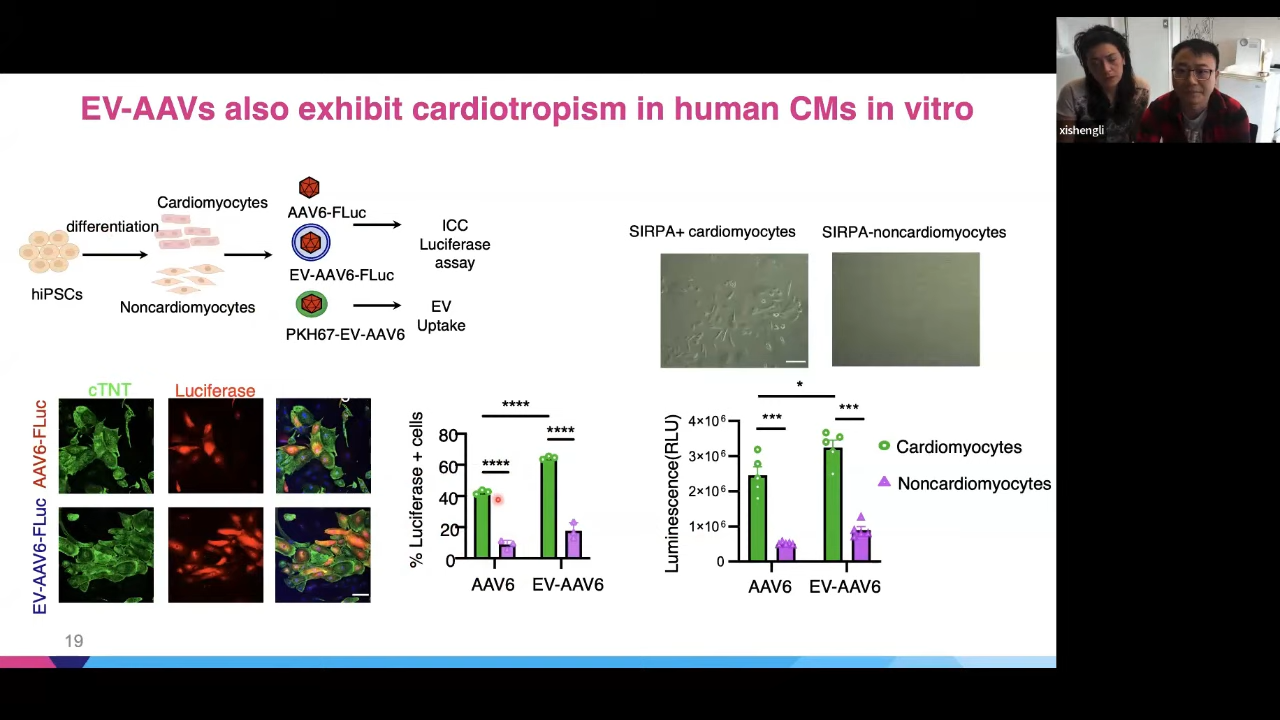 EV-AAVs also exhibit cardiotropism in human CMs in vitro
xishengli
Cardiomyocytes
differentiation
hiPSCs
Noncardiomyocytes
AAV6-FLuc
EV-AAV6-FLuc
PKH67-EV-AAV6
ICC
Luciferase
assay
EV
Uptake
SIRPA+ cardiomyocytes
SIRPA-noncardiomyocytes
cTNT
Luciferase
AAV6-FLuc
EV-AAV6-FLuc
% Luciferase + cells
80
60
40
20
0
****
****
****
AAV6
EV-AAV6
Luminescence(RLU)
4×10⁶
3×10⁶
2×10⁶
1×10⁶
0
*
***
***
AAV6
EV-AAV6
Cardiomyocytes
Noncardiomyocytes
19